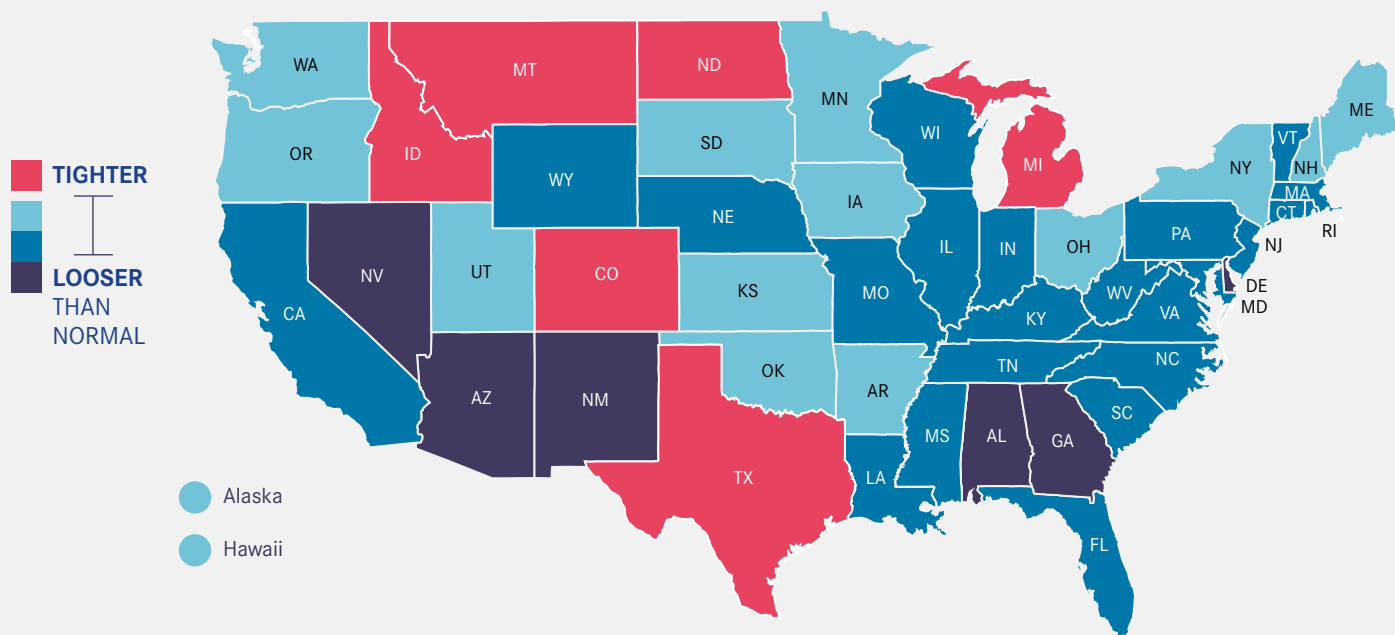 TIGHTER
LOOSER
THAN
NORMAL
WA
MT
ND
MN
ME
OR
ID
SD
WI
MI
VT
NH
NY
WY
IA
MA
CT
RI
NE
PA
NJ
NV
UT
CO
KS
MO
IL
IN
OH
WV
DE
MD
CA
KY
VA
AZ
NM
OK
AR
TN
NC
SC
TX
LA
MS
AL
GA
FL
Alaska
Hawaii